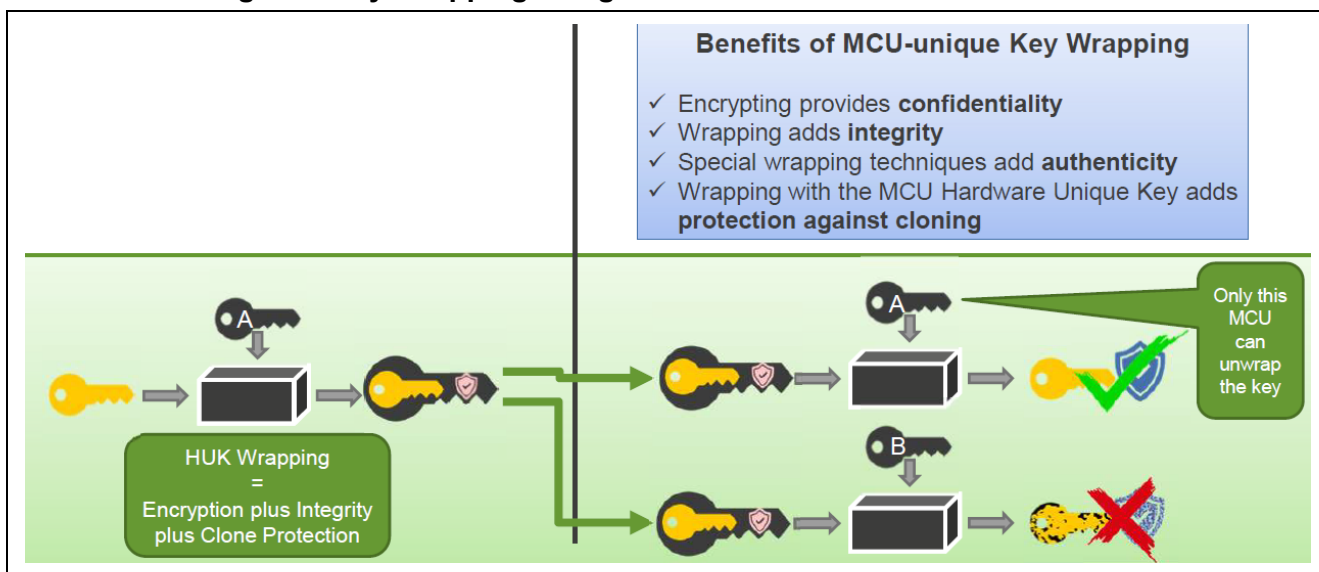 Benefits of MCU-unique Key Wrapping
✓ Encrypting provides confidentiality
✓ Wrapping adds integrity
✓ Special wrapping techniques add authenticity
✓ Wrapping with the MCU Hardware Unique Key adds
protection against cloning
A
HUK Wrapping
=
Encryption plus Integrity
plus Clone Protection
A
Only this
MCU
can
unwrap
the key
B